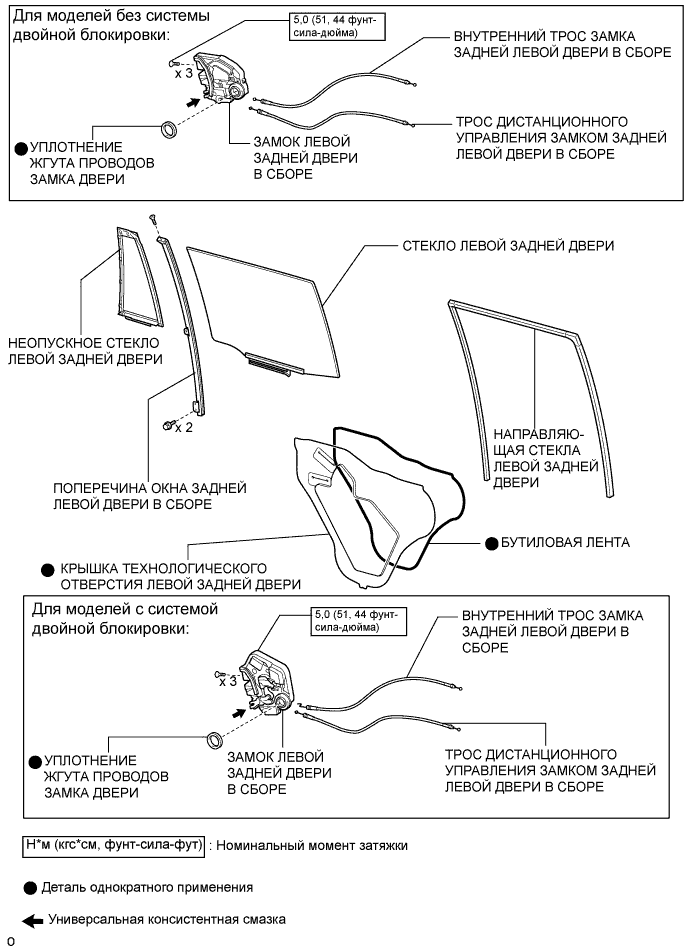 Для моделей без системы
двойной блокировки:
5,0 (51, 44 фунт-
сила-дюйма)
x 3
ВНУТРЕННИЙ ТРОС ЗАМКА
ЗАДНЕЙ ЛЕВОЙ ДВЕРИ В СБОРЕ
ТРОС ДИСТАНЦИОННОГО
УПРАВЛЕНИЯ ЗАМКОМ ЗАДНЕЙ
ЛЕВОЙ ДВЕРИ В СБОРЕ
УПЛОТНЕНИЕ
ЖГУТА ПРОВОДОВ
ЗАМКА ДВЕРИ
ЗАМОК ЛЕВОЙ
ЗАДНЕЙ ДВЕРИ
В СБОРЕ
СТЕКЛО ЛЕВОЙ ЗАДНЕЙ ДВЕРИ
НЕОПУСКНОЕ СТЕКЛО
ЛЕВОЙ ЗАДНЕЙ ДВЕРИ
x 2
НАПРАВЛЯЮ-
ЩАЯ СТЕКЛА
ЛЕВОЙ ЗАДНЕЙ
ДВЕРИ
ПОПЕРЕЧИНА ОКНА ЗАДНЕЙ
ЛЕВОЙ ДВЕРИ В СБОРЕ
БУТИЛОВАЯ ЛЕНТА
КРЫШКА ТЕХНОЛОГИЧЕСКОГО
ОТВЕРСТИЯ ЛЕВОЙ ЗАДНЕЙ ДВЕРИ
Для моделей с системой
двойной блокировки:
5,0 (51, 44 фунт-
сила-дюйма)
x 3
ВНУТРЕННИЙ ТРОС ЗАМКА
ЗАДНЕЙ ЛЕВОЙ ДВЕРИ В
СБОРЕ
УПЛОТНЕНИЕ
ЖГУТА ПРОВОДОВ
ЗАМКА ДВЕРИ
ЗАМОК ЛЕВОЙ
ЗАДНЕЙ ДВЕРИ
В СБОРЕ
ТРОС ДИСТАНЦИОННОГО
УПРАВЛЕНИЯ ЗАМКОМ ЗАДНЕЙ
ЛЕВОЙ ДВЕРИ В СБОРЕ
Н*м (кгс*см, фунт-сила-фут) : Номинальный момент затяжки
Деталь однократного применения
Универсальная консистентная смазка
O